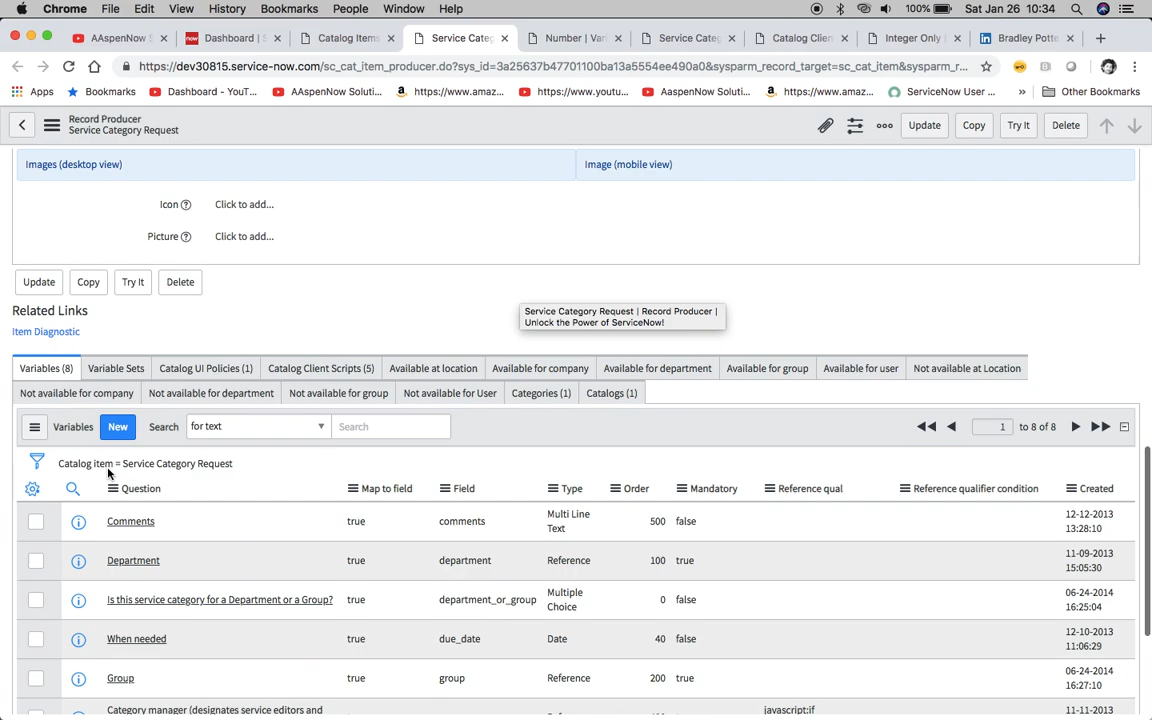 Chrome File Edit View History Bookmarks People Window Help 100% Sat Jan 26 10:34
AAspenNow S Dashboard | S Catalog Items Service Categ Number | Vari Service Categ Catalog Clien Integer Only | Bradley Potte
https://dev30815.service-now.com/sc_cat_item_producer.do?sys_id=3a25637b47701100ba13a5554ee490a0&sysparm_record_target=sc_cat_item&sysparm_r...
Apps Bookmarks Dashboard - YouT... AAspenNow Soluti... https://www.amaz... https://www.youtu... AaspenNow Soluti... https://www.amaz... ServiceNow User ... » Other Bookmarks
Record Producer
Service Category Request
Update Copy Try It Delete
Images (desktop view) Image (mobile view)
Icon Click to add...
Picture Click to add...
Update Copy Try It Delete
Related Links
Item Diagnostic
Service Category Request | Record Producer |
Unlock the Power of ServiceNow!
Variables (8) Variable Sets Catalog UI Policies (1) Catalog Client Scripts (5) Available at location Available for company Available for department Available for group Available for user Not available at Location
Not available for company Not available for department Not available for group Not available for User Categories (1) Catalogs (1)
Variables New Search for text Search 1 to 8 of 8
Catalog item = Service Category Request
Question Map to field Field Type Order Mandatory Reference qual Reference qualifier condition Created
Comments true comments Multi Line Text 500 false 12-12-2013 13:28:10
Department true department Reference 100 true 11-09-2013 15:05:30
Is this service category for a Department or a Group? true department_or_group Multiple Choice 0 false 06-24-2014 16:25:04
When needed true due_date Date 40 false 12-10-2013 11:06:29
Group true group Reference 200 true 06-24-2014 16:27:10
Category manager (designates service editors and javascript:if 11-11-2013